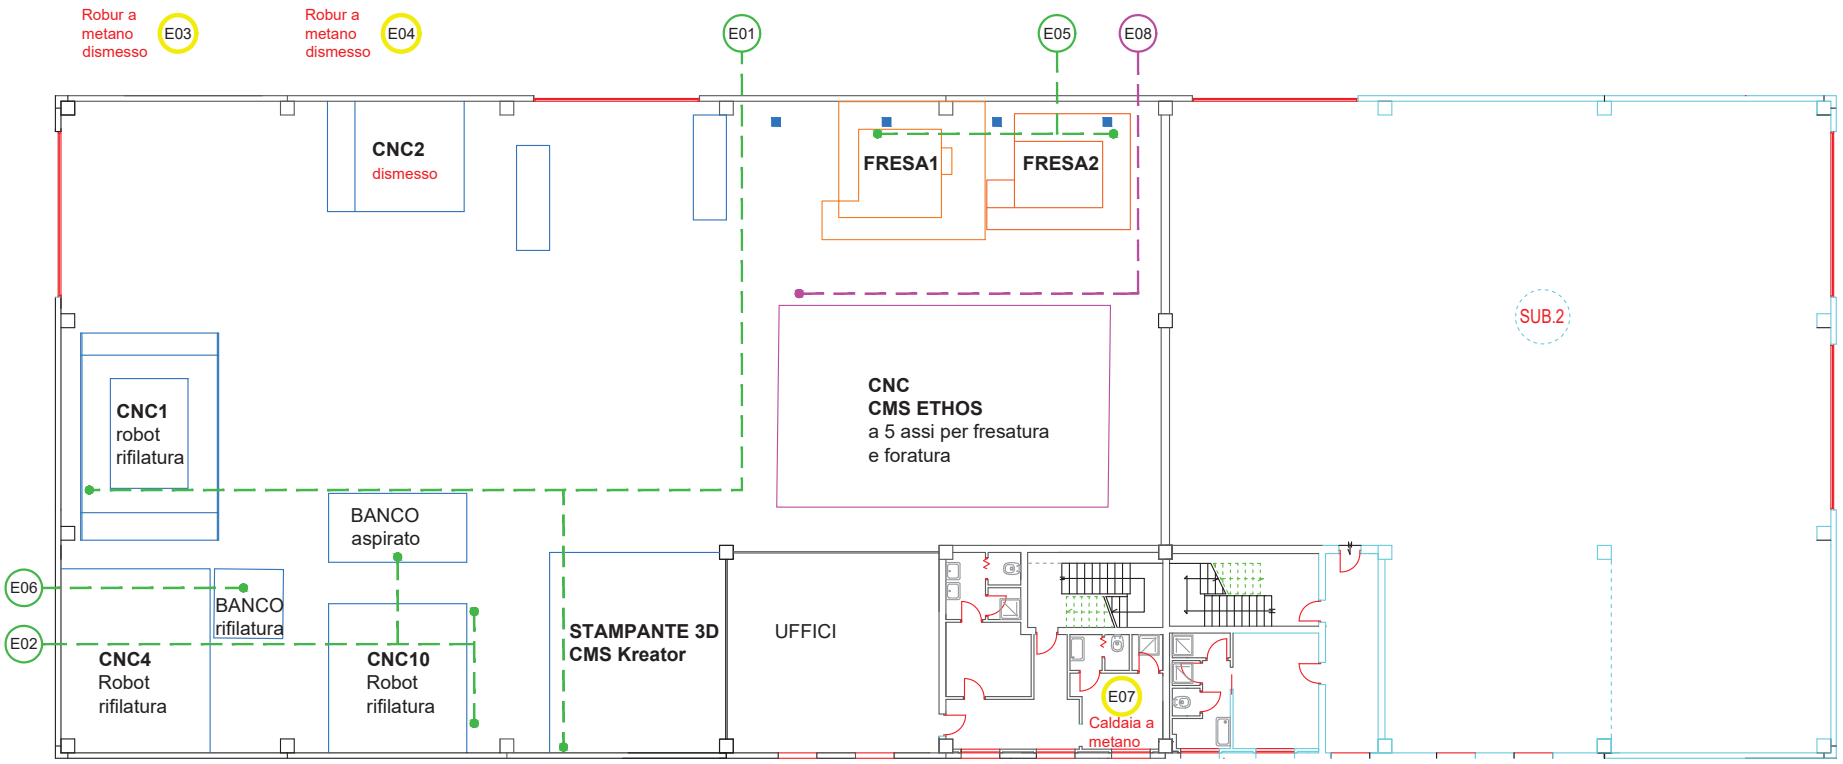 Robur a
metano
dismesso
E03
Robur a
metano
dismesso
E04
E01
E05
E08
CNC2
dismesso
FRESA1
FRESA2
SUB.2
CNC
CMS ETHOS
a 5 assi per fresatura
e foratura
CNC1
robot
rifilatura
BANCO
aspirato
E06
BANCO
rifilatura
E02
CNC4
Robot
rifilatura
CNC10
Robot
rifilatura
STAMPANTE 3D
CMS Kreator
UFFICI
E07
Caldaia a
metano